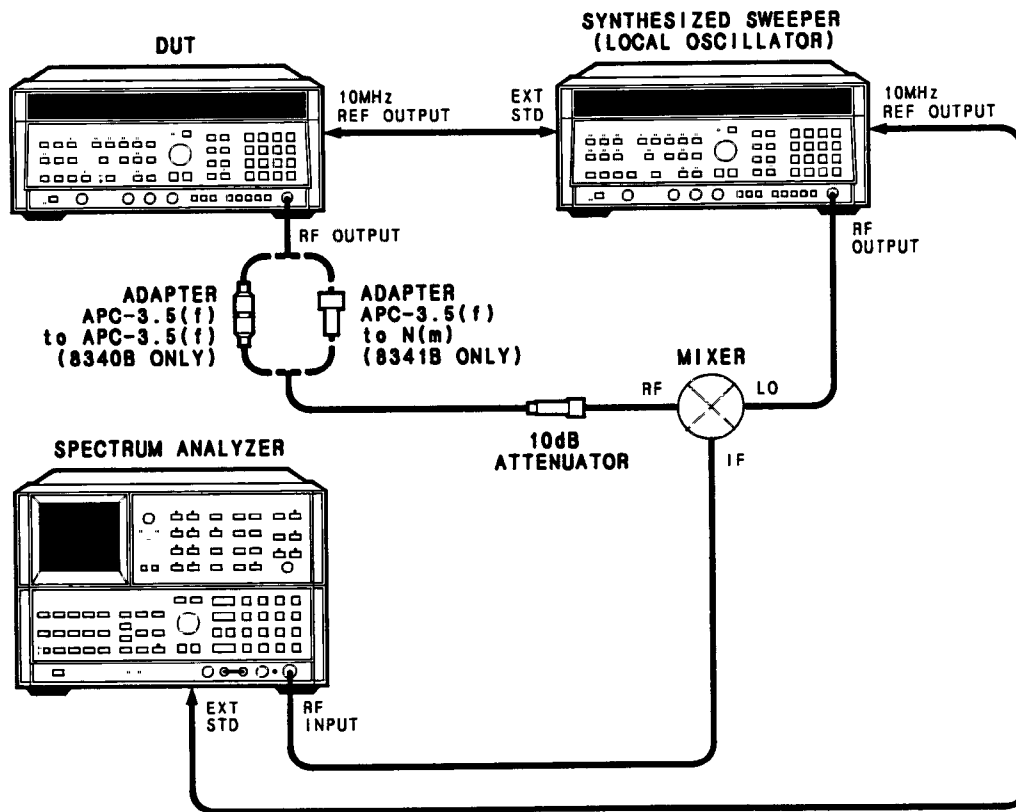 SYNTHESIZED SWEEPER
(LOCAL OSCILLATOR)
DUT
10MHz
REF OUTPUT
EXT
STD
10MHz
REF OUTPUT
RF OUTPUT
RF
OUTPUT
ADAPTER
APC-3.5(f)
to APC-3.5(f)
(8340B ONLY)
ADAPTER
APC-3.5(f)
to N(m)
(8341B ONLY)
MIXER
RF
LO
10dB
ATTENUATOR
IF
SPECTRUM ANALYZER
EXT
STD
RF
INPUT